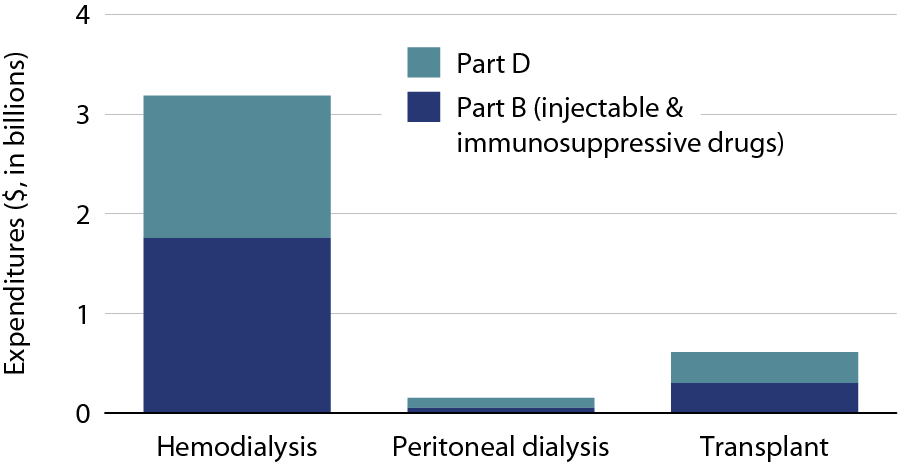 Expenditures ($, in billions)
4
3
2
1
0
Part D
Part B (injectable &
immunosuppressive drugs)
Hemodialysis
Peritoneal dialysis
Transplant